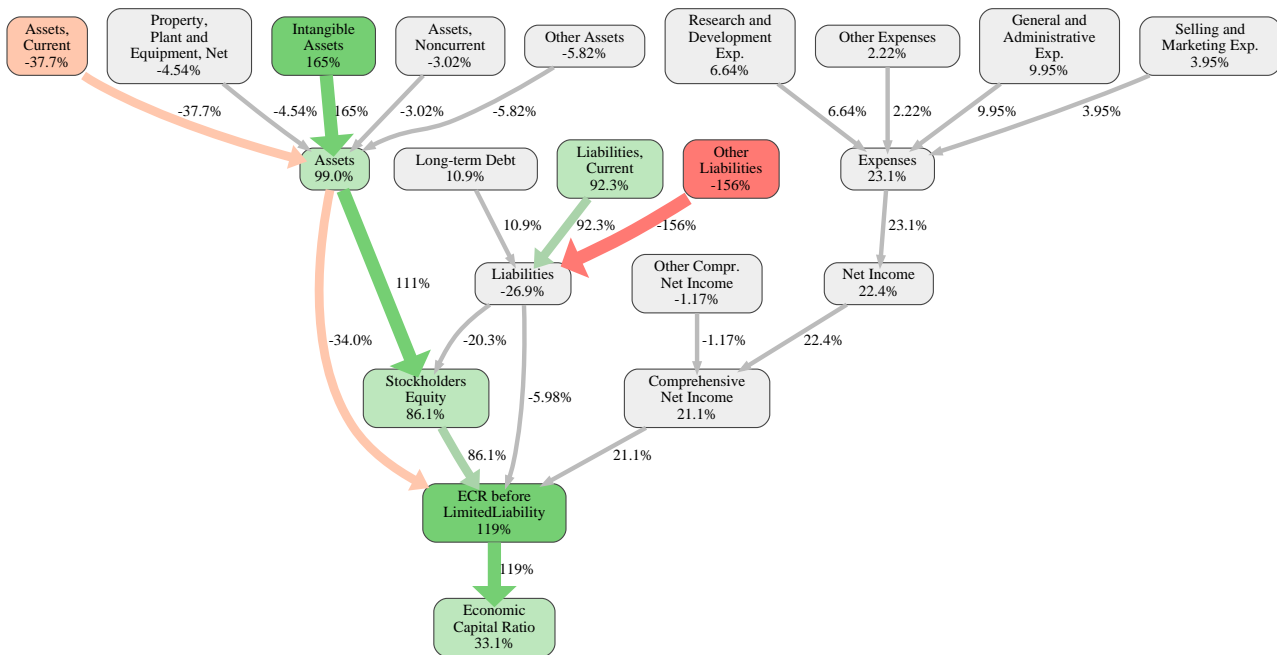 Assets,
Current
-37.7%
Property,
Plant and
Equipment, Net
-4.54%
Intangible
Assets
165%
Assets,
Noncurrent
-3.02%
Other Assets
-5.82%
Research and
Development
Exp.
6.64%
Other Expenses
2.22%
General and
Administrative
Exp.
9.95%
Selling and
Marketing Exp.
3.95%
-37.7%
-4.54%
165%
-3.02%
-5.82%
6.64%
2.22%
9.95%
3.95%
Assets
99.0%
Long-term Debt
10.9%
Liabilities,
Current
92.3%
Other
Liabilities
-156%
Expenses
23.1%
10.9%
92.3%
-156%
23.1%
111%
Liabilities
-26.9%
Other Compr.
Net Income
-1.17%
Net Income
22.4%
-34.0%
-20.3%
-1.17%
22.4%
-5.98%
Stockholders
Equity
86.1%
Comprehensive
Net Income
21.1%
86.1%
21.1%
ECR before
LimitedLiability
119%
119%
Economic
Capital Ratio
33.1%